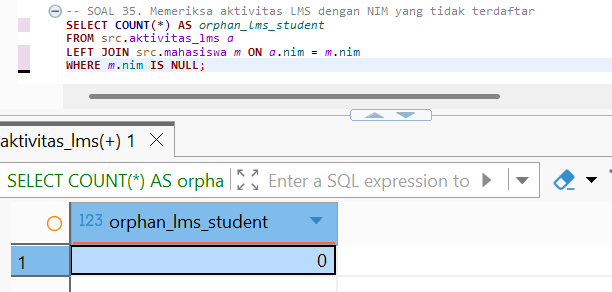 -- SOAL 35. Memeriksa aktivitas LMS dengan NIM yang tidak terdaftar
SELECT COUNT(*) AS orphan_lms_student
FROM src.aktivitas_lms a
LEFT JOIN src.mahasiswa m ON a.nim = m.nim
WHERE m.nim IS NULL;
aktivitas_lms(+) 1
SELECT COUNT(*) AS orpha
Enter a SQL expression to
123 orphan_lms_student
1 0